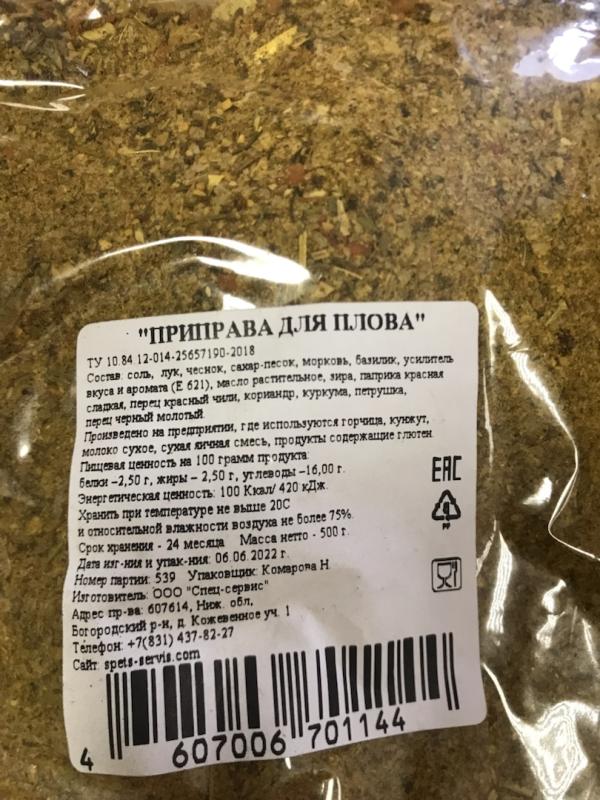 "ПРИПРАВА ДЛЯ ПЛОВА"
ТУ 10.84.12-014-25657190-2018
Состав: соль, лук, чеснок, сахар-песок, морковь, базилик, усилитель
вкуса и аромата (Е 621), масло растительное, зира, паприка красная
сладкая, перец красный чили, кориандр, куркума, петрушка,
перец черный молотый.
Произведено на предприятии, где используются горчица, кунжут,
молоко сухое, сухая яичная смесь, продукты содержащие глютен.
Пищевая ценность на 100 грамм продукта:
белки –2,50 г, жиры – 2,50 г, углеводы –16,00 г.
Энергетическая ценность: 100 Ккал/ 420 кДж.
Хранить при температуре не выше 20С
и относительной влажности воздуха не более 75%.
Срок хранения - 24 месяца Масса нетто - 500 г.
Дата изг-ния и упак-ния: 06.06.2022 г.
Номер партии: 539 Упаковщик: Комарова Н
Изготовитель: ООО "Спец-сервис"
Адрес пр-ва: 607614, Ниж. обл,
Богородский р-н, д. Кожевенное уч. 1
Телефон: +7(831) 437-82-27
Сайт: spets-servis.com
EAC
PP
4 607006 701144